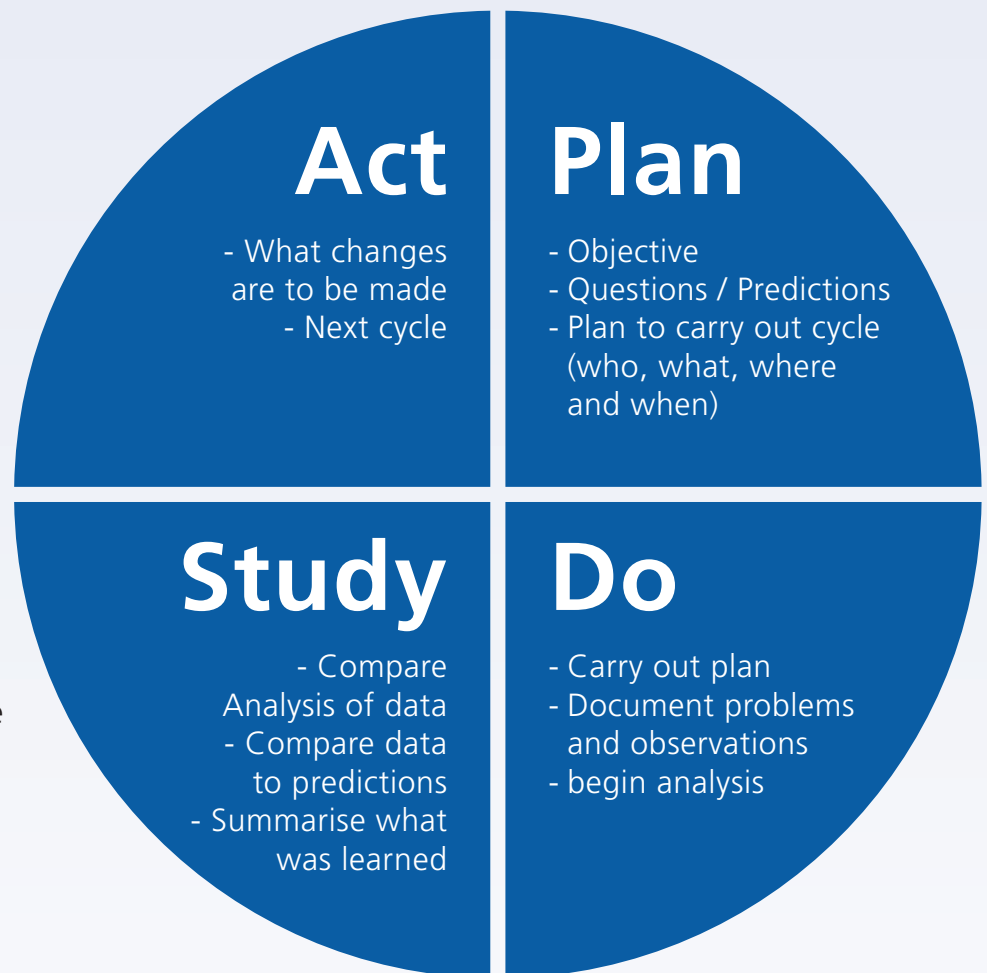 Act
- What changes
are to be made
- Next cycle
Plan
- Objective
- Questions / Predictions
- Plan to carry out cycle
(who, what, where
and when)
Study
- Compare
Analysis of data
- Compare data
to predictions
- Summarise what
was learned
Do
- Carry out plan
- Document problems
and observations
- begin analysis